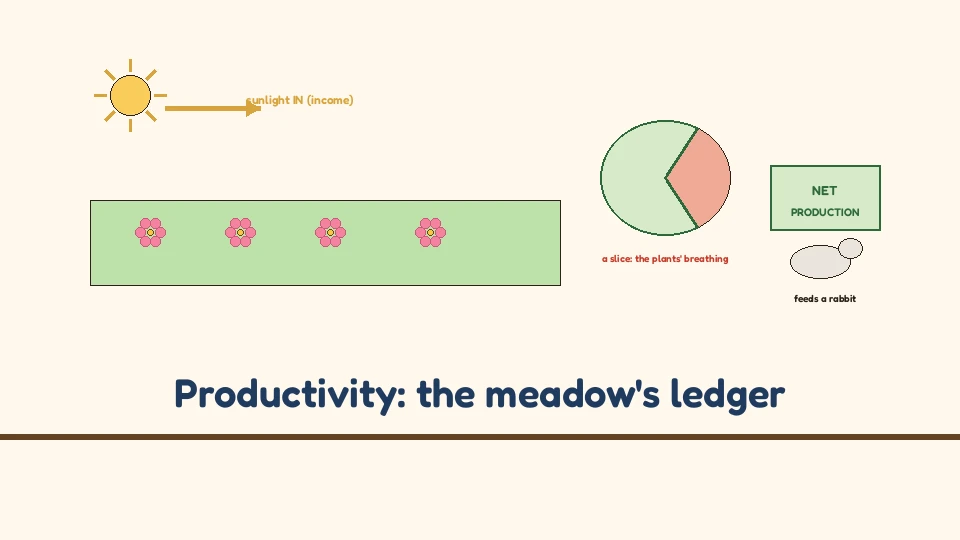 sunlight IN (income)
NET
PRODUCTION
a slice: the plants' breathing
feeds a rabbit
Productivity: the meadow's ledger